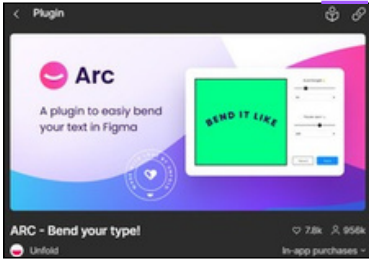 Plugin
Arc
A plugin to easiy bend
your text in Figma
BEND IT LIKE
ARC - Bend your type!
7.8k
956k
Unfold
In-app purchases